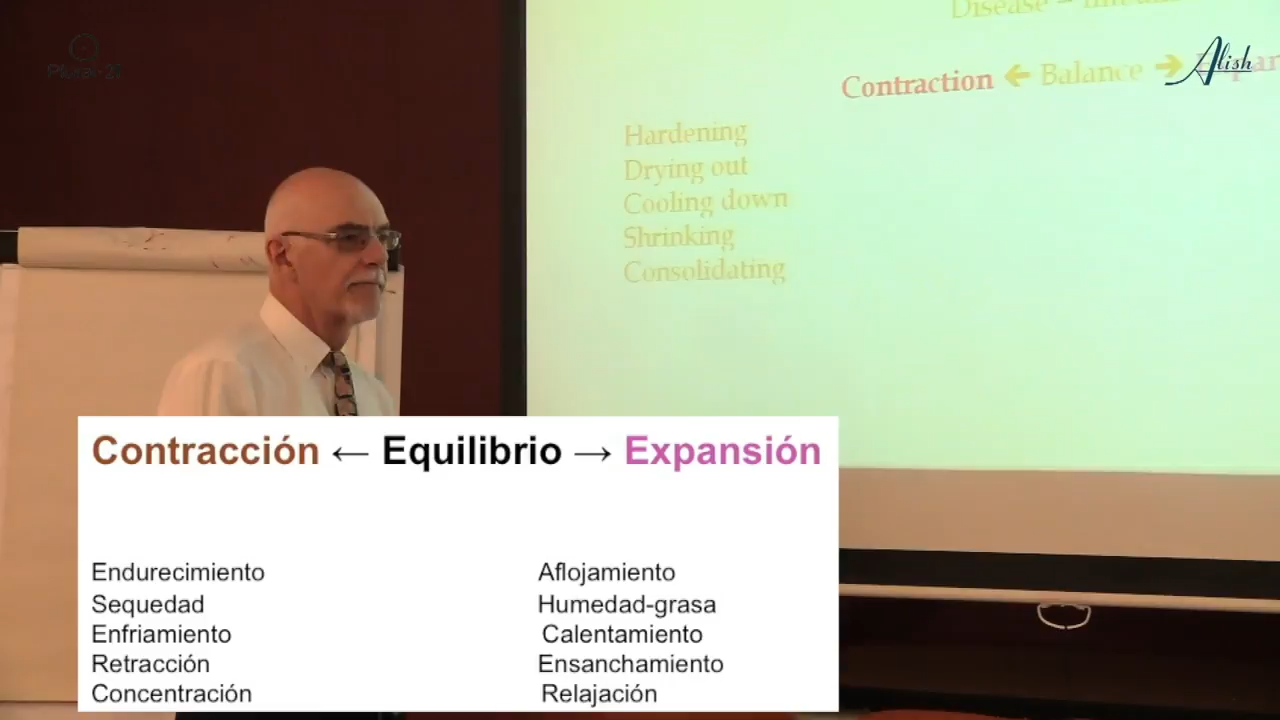 Disease –
Alish
Contraction ← Balance →
Hardening
Drying out
Cooling down
Shrinking
Consolidating
Contracción ← Equilibrio → Expansión
Endurecimiento Aflojamiento
Sequedad Humedad-grasa
Enfriamiento Calentamiento
Retracción Ensanchamiento
Concentración Relajación